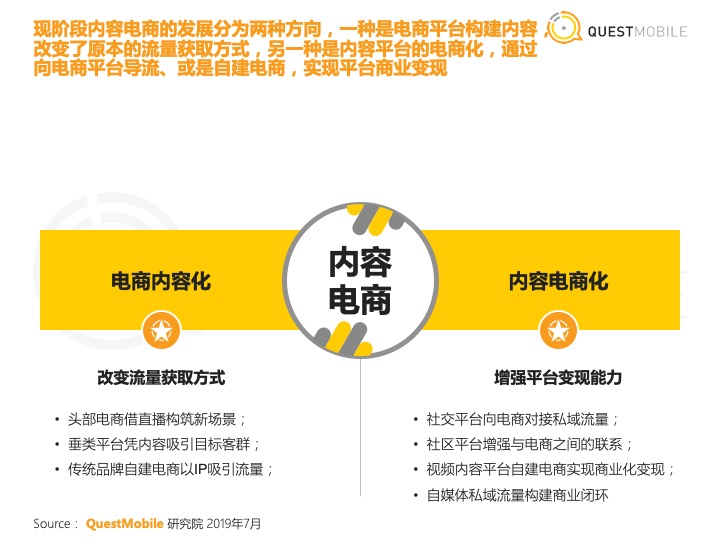 现阶段内容电商的发展分为两种方向，一种是电商平台构建内容，
改变了原本的流量获取方式，另一种是内容平台的电商化，通过
向电商平台导流、或是自建电商，实现平台商业变现
QUESTMOBILE
电商内容化
内容
电商
内容电商化
改变流量获取方式
• 头部电商借直播构筑新场景；
• 垂类平台凭内容吸引目标客群；
• 传统品牌自建电商以IP吸引流量；
增强平台变现能力
• 社交平台向电商对接私域流量；
• 社区平台增强与电商之间的联系；
• 视频内容平台自建电商实现商业化变现；
• 自媒体私域流量构建商业闭环
Source： QuestMobile 研究院 2019年7月